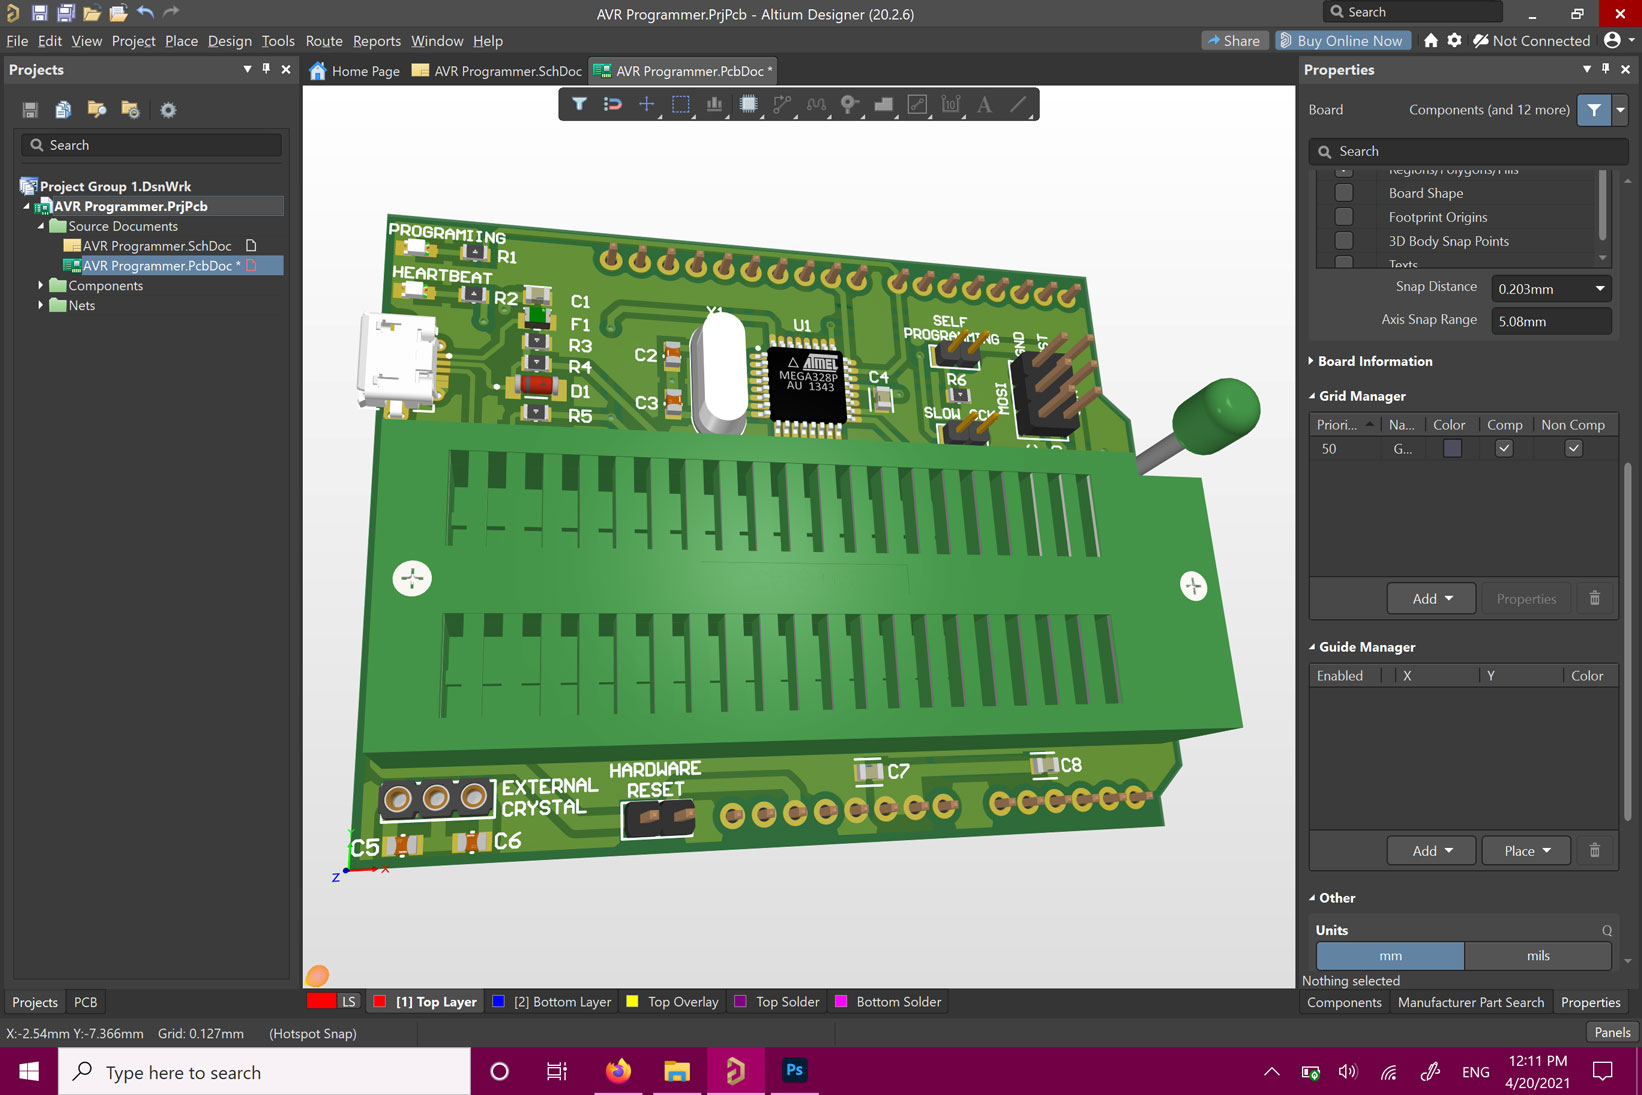 AVR Programmer.PrjPcb - Altium Designer (20.2.6)
Search
File Edit View Project Place Design Tools Route Reports Window Help
Share
Buy Online Now
Not Connected
Projects
Home Page
AVR Programmer.SchDoc
AVR Programmer.PcbDoc *
Properties
Search
Project Group 1.DsnWrk
AVR Programmer.PrjPcb
Source Documents
AVR Programmer.SchDoc
AVR Programmer.PcbDoc *
Components
Nets
10
A
PROGRAMIING
R1
HEARTBEAT
R2
C1
F1
R3
R4
D1
R5
C2
C3
X1
U1
ATMEL
MEGA328P
AU 1343
C4
SELF
PROGRAMMING
R6
SLOW SCK
MOSI
GND
EXTERNAL
CRYSTAL
HARDWARE
RESET
C7
C8
C5
C6
Z
X
Board
Components (and 12 more)
Search
Regions/Polygons/Fills
Board Shape
Footprint Origins
3D Body Snap Points
Texts
Snap Distance 0.203mm
Axis Snap Range 5.08mm
Board Information
Grid Manager
Priori... Na... Color Comp Non Comp
50 G...
Add Properties
Guide Manager
Enabled X Y Color
Add Place
Other
Units
mm mils
Nothing selected
Projects PCB
LS [1] Top Layer [2] Bottom Layer Top Overlay Top Solder Bottom Solder
Components Manufacturer Part Search Properties
X:-2.54mm Y:-7.366mm Grid: 0.127mm (Hotspot Snap)
Panels
Type here to search
Ps
ENG
12:11 PM
4/20/2021